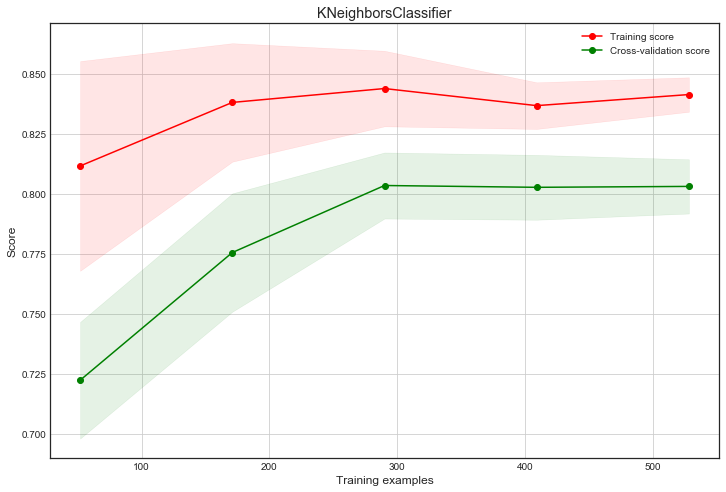 KNeighborsClassifier
Training score
Cross-validation score
0.850
0.825
0.800
0.775
0.750
0.725
0.700
Score
100 200 300 400 500
Training examples